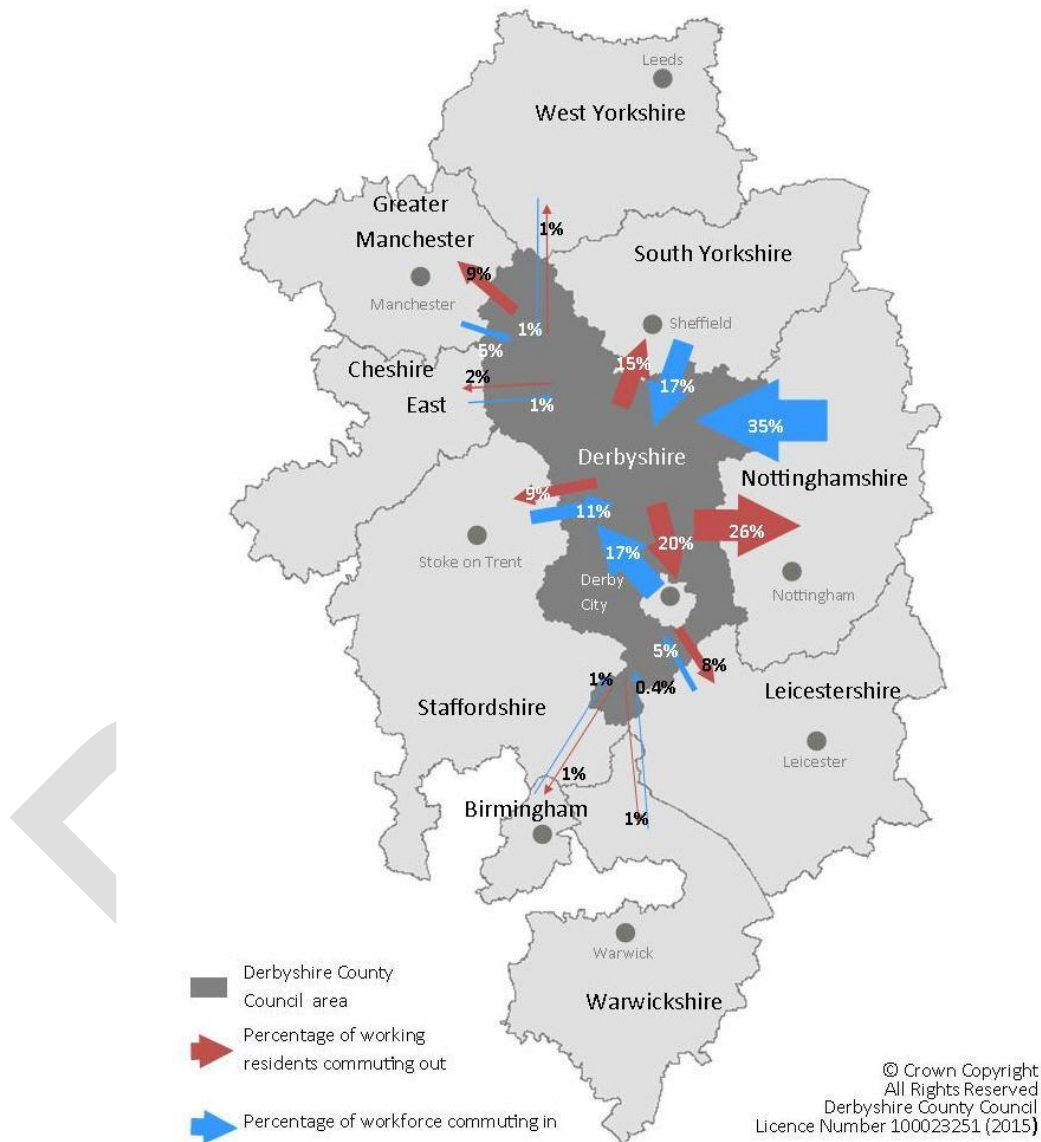 Leeds
West Yorkshire
Greater
Manchester
1%
South Yorkshire
9%
Manchester
Sheffield
1%
5%
15%
Cheshire
2%
17%
East
1%
35%
Derbyshire
Nottinghamshire
9%
11%
26%
Stoke on Trent
17%
20%
Derby
City
Nottingham
5%
8%
1%
0.4%
Leicestershire
Staffordshire
Leicester
1%
Birmingham
1%
Warwick
Warwickshire
Derbyshire County
Council area
Percentage of working
residents commuting out
Percentage of workforce commuting in
© Crown Copyright
All Rights Reserved
Derbyshire County Council
Licence Number 100023251 (2015)